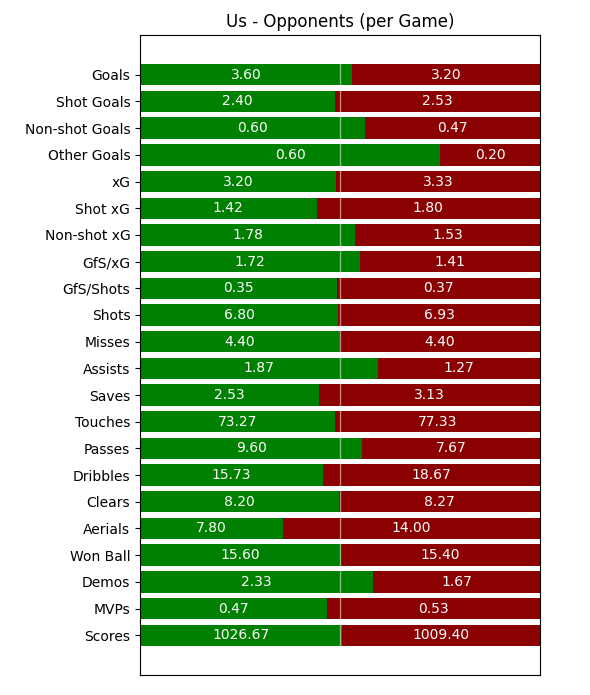 Us - Opponents (per Game)
Goals 3.60 3.20
Shot Goals 2.40 2.53
Non-shot Goals 0.60 0.47
Other Goals 0.60 0.20
xG 3.20 3.33
Shot xG 1.42 1.80
Non-shot xG 1.78 1.53
GfS/xG 1.72 1.41
GfS/Shots 0.35 0.37
Shots 6.80 6.93
Misses 4.40 4.40
Assists 1.87 1.27
Saves 2.53 3.13
Touches 73.27 77.33
Passes 9.60 7.67
Dribbles 15.73 18.67
Clears 8.20 8.27
Aerials 7.80 14.00
Won Ball 15.60 15.40
Demos 2.33 1.67
MVPs 0.47 0.53
Scores 1026.67 1009.40